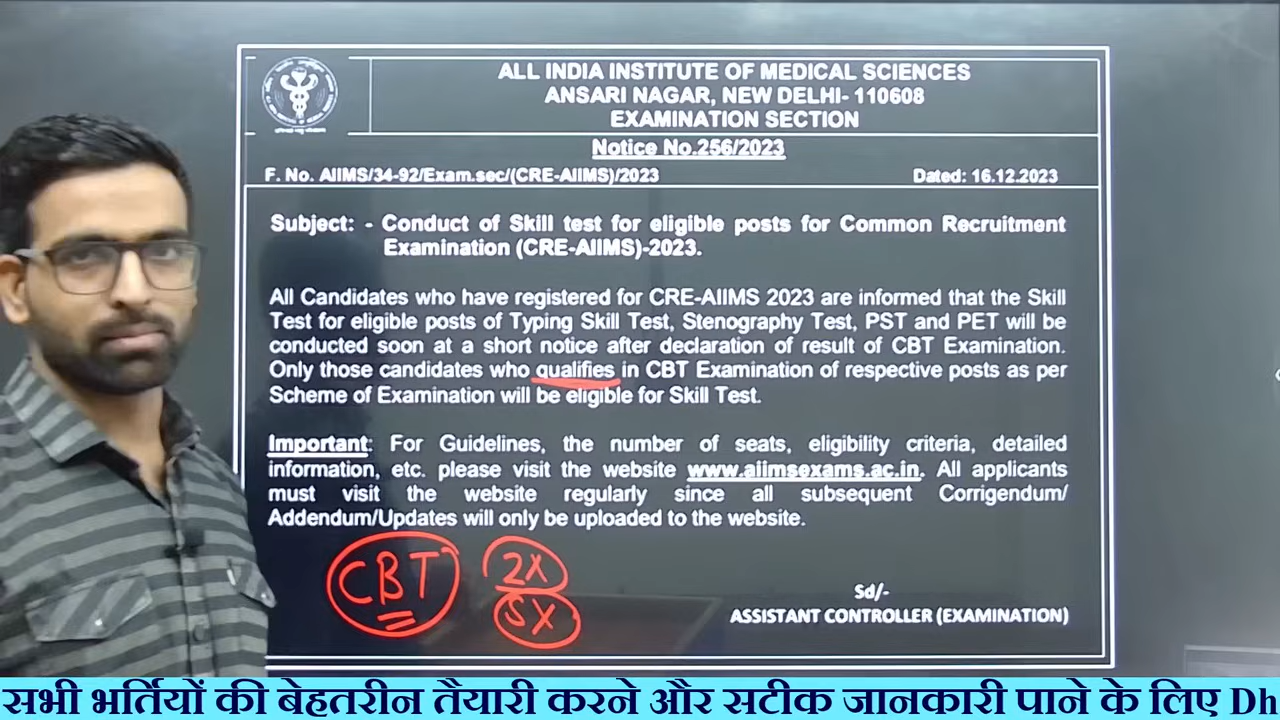 ALL INDIA INSTITUTE OF MEDICAL SCIENCES
ANSARI NAGAR, NEW DELHI- 110608
EXAMINATION SECTION
Notice No.256/2023
F. No. AIIMS/34-92/Exam.sec/(CRE-AIIMS)/2023 Dated: 16.12.2023
Subject: - Conduct of Skill test for eligible posts for Common Recruitment
Examination (CRE-AIIMS)-2023.
All Candidates who have registered for CRE-AIIMS 2023 are informed that the Skill
Test for eligible posts of Typing Skill Test, Stenography Test, PST and PET will be
conducted soon at a short notice after declaration of result of CBT Examination.
Only those candidates who qualifies in CBT Examination of respective posts as per
Scheme of Examination will be eligible for Skill Test.
Important: For Guidelines, the number of seats, eligibility criteria, detailed
information, etc. please visit the website www.aiimsexams.ac.in. All applicants
must visit the website regularly since all subsequent Corrigendum/
Addendum/Updates will only be uploaded to the website.
CBT 2X
5X
Sd/-
ASSISTANT CONTROLLER (EXAMINATION)
सभी भर्तियों की बेहतरीन तैयारी करने और सटीक जानकारी पाने के लिए Dh